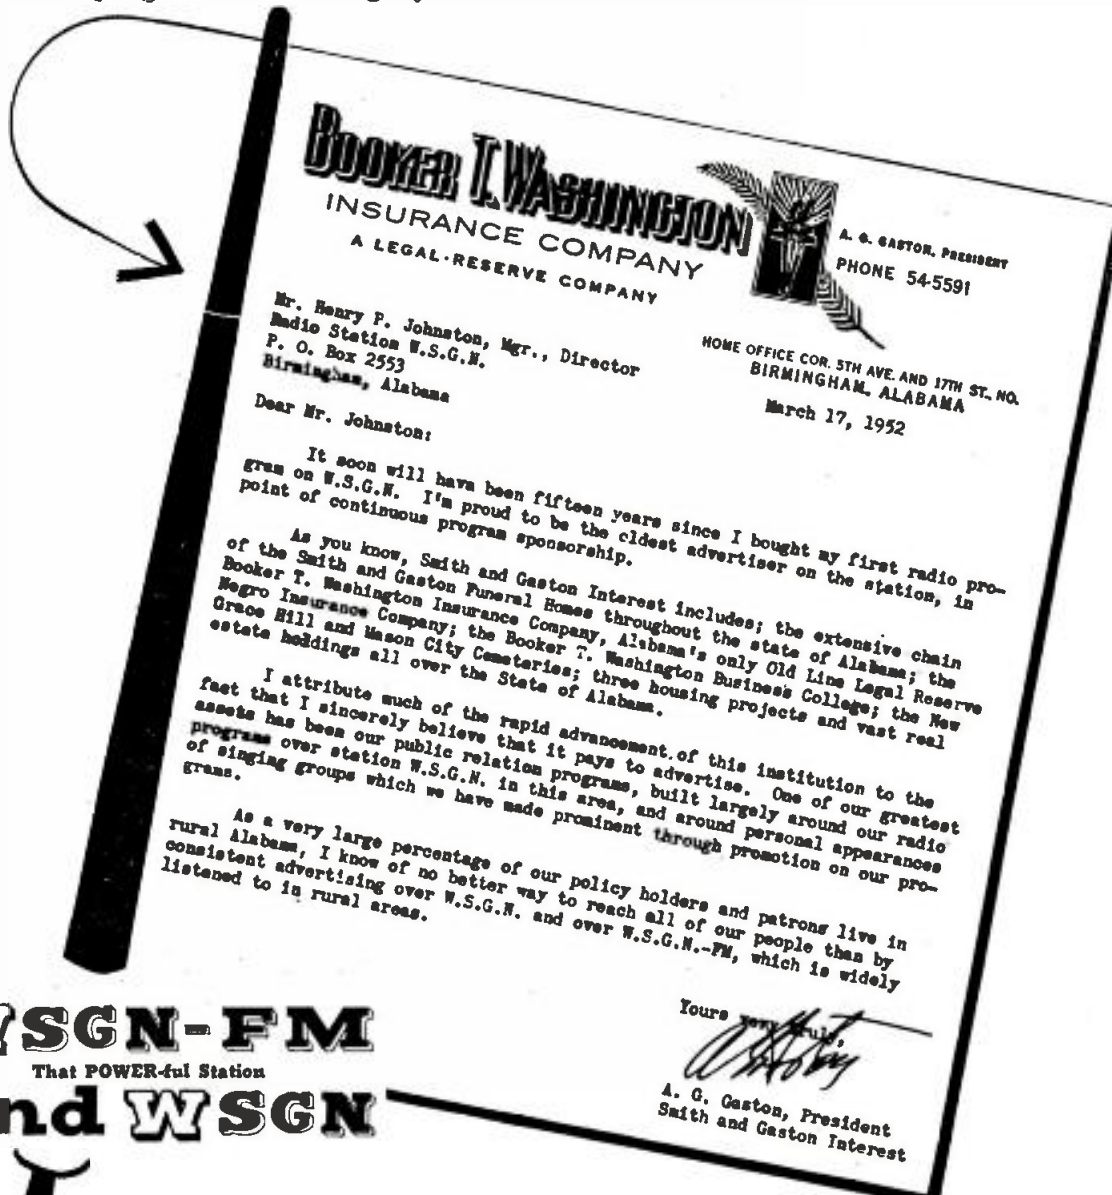 BOOKER T. WASHINGTON
INSURANCE COMPANY
A LEGAL-RESERVE COMPANY
A. G. GASTON, PRESIDENT
PHONE 54-5591
HOME OFFICE COR. 5TH AVE. AND 17TH ST., NO.
BIRMINGHAM, ALABAMA
March 17, 1952
Mr. Henry P. Johnston, Mgr., Director
Radio Station W.S.G.N.
P. O. Box 2553
Birmingham, Alabama
Dear Mr. Johnston:
It soon will have been fifteen years since I bought my first radio pro-
gram on W.S.G.N. I'm proud to be the oldest advertiser on the station, in
point of continuous program sponsorship.
As you know, Smith and Gaston Interest includes; the extensive chain
of the Smith and Gaston Funeral Homes throughout the state of Alabama; the
Booker T. Washington Insurance Company, Alabama's only Old Line Legal Reserve
Negro Insurance Company; the Booker T. Washington Business College; the New
Grace Hill and Mason City Cemeteries; three housing projects and vast real
estate holdings all over the State of Alabama.
I attribute much of the rapid advancement of this institution to the
fact that I sincerely believe that it pays to advertise. One of our greatest
assets has been our public relation programs, built largely around our radio
programs over station W.S.G.N. in this area, and around personal appearances
of singing groups which we have made prominent through promotion on our pro-
grams.
As a very large percentage of our policy holders and patrons live in
rural Alabama, I know of no better way to reach all of our people than by
consistent advertising over W.S.G.N. and over W.S.G.N.-FM, which is widely
listened to in rural areas.
Yours very truly,
A. G. Gaston, President
Smith and Gaston Interest
WSGN-FM
That POWER-ful Station
and WSGN